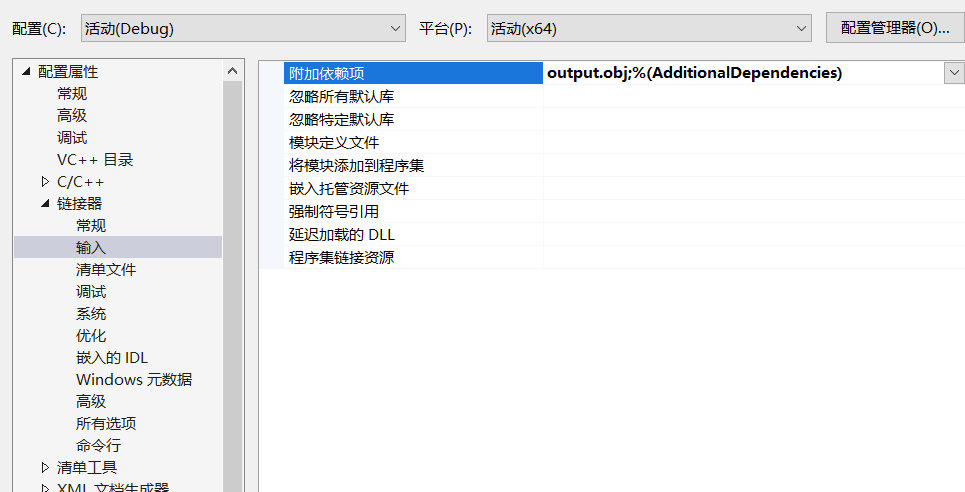 配置(C): 活动(Debug) 平台(P): 活动(x64) 配置管理器(O)...
配置属性
常规
高级
调试
VC++ 目录
C/C++
链接器
常规
输入
清单文件
调试
系统
优化
嵌入的 IDL
Windows 元数据
高级
所有选项
命令行
清单工具
XML 文档生成器
附加依赖项 output.obj;%(AdditionalDependencies)
忽略所有默认库
忽略特定默认库
模块定义文件
将模块添加到程序集
嵌入托管资源文件
强制符号引用
延迟加载的 DLL
程序集链接资源